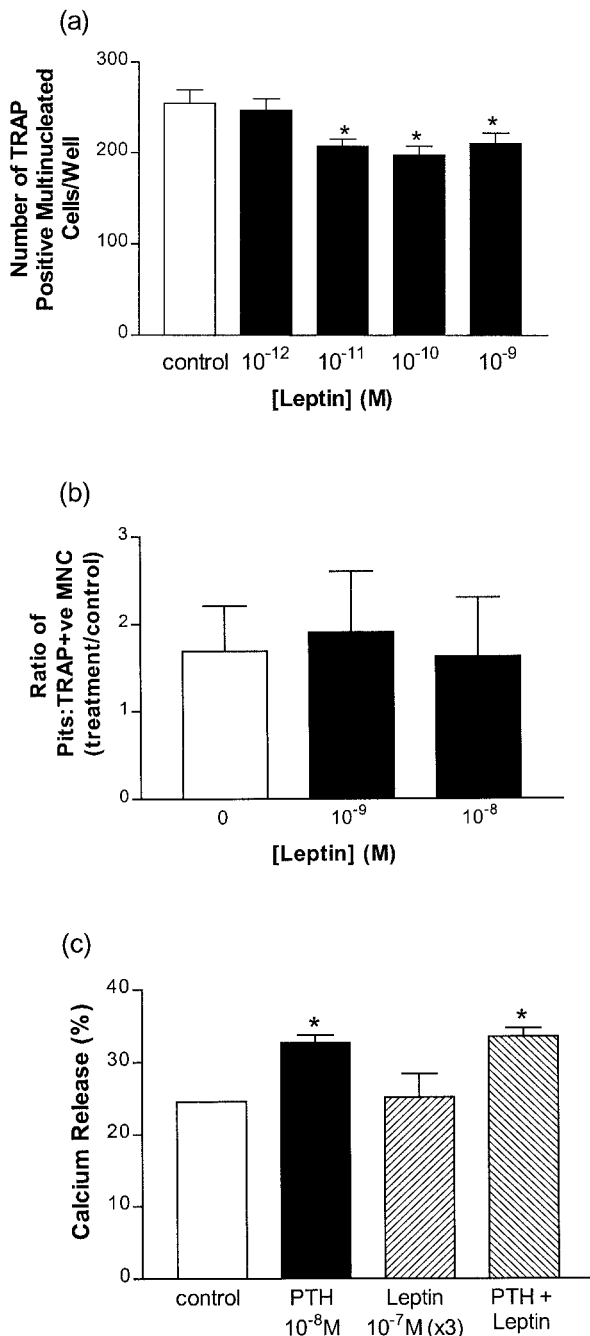 (a)
Number of TRAP
Positive Multinucleated
Cells/Well
300
200
100
0
* * *
control 10⁻¹² 10⁻¹¹ 10⁻¹⁰ 10⁻⁹
[Leptin] (M)
(b)
Ratio of
Pits:TRAP+ve MNC
(treatment/control)
3
2
1
0
0 10⁻⁹ 10⁻⁸
[Leptin] (M)
(c)
Calcium Release (%)
40
30
20
10
0
* *
control PTH Leptin PTH +
10⁻⁸M 10⁻⁷M (x3) Leptin